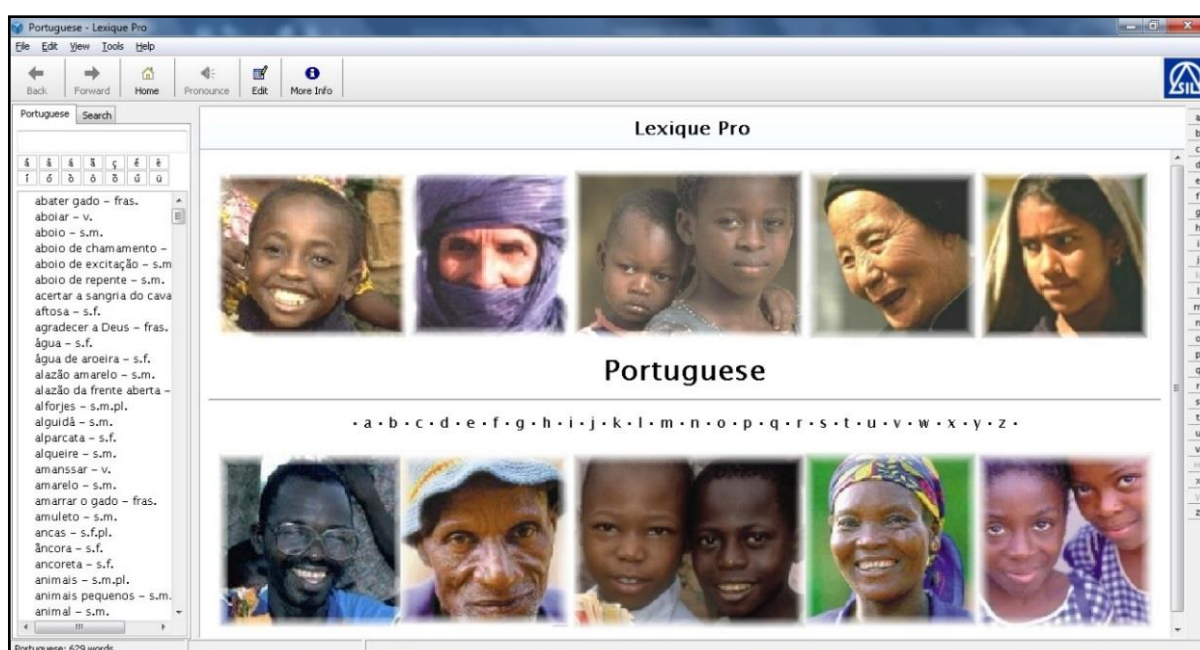 Portuguese - Lexique Pro
File Edit View Tools Help
Back Forward Home Pronounce Edit More Info
SIL
Portuguese Search
Lexique Pro
abater gado – fras.
aboiar – v.
aboio – s.m.
aboio de chamamento –
aboio de excitação – s.m
aboio de repente – s.m.
acertar a sangria do cava
aftosa – s.f.
agradecer a Deus – fras.
água – s.f.
água de aroeira – s.f.
alazão amarelo – s.m.
alazão da frente aberta –
alforjes – s.m.pl.
alguidá – s.m.
alparcata – s.f.
alqueire – s.m.
amanssar – v.
amarelo – s.m.
amarrar o gado – fras.
amuleto – s.m.
ancas – s.f.pl.
âncora – s.f.
ancoreta – s.f.
animais – s.m.pl.
animais pequenos – s.m.
animal – s.m.
Portuguese
· a · b · c · d · e · f · g · h · i · j · k · l · m · n · o · p · q · r · s · t · u · v · w · x · y · z ·
Portuguese: 629 words